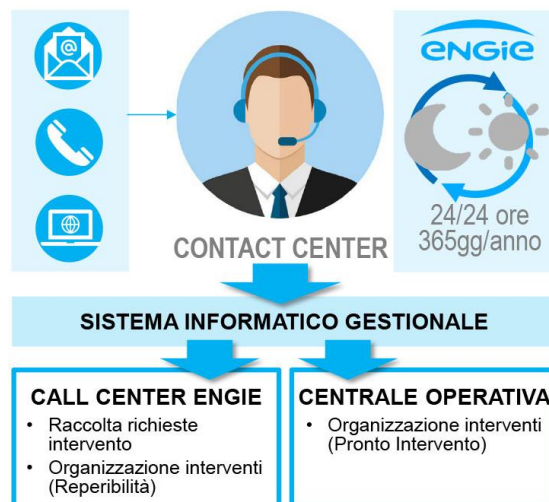 @
ENGIE
24/24 ore
365gg/anno
CONTACT CENTER
SISTEMA INFORMATICO GESTIONALE
CALL CENTER ENGIE
• Raccolta richieste
intervento
• Organizzazione interventi
(Reperibilità)
CENTRALE OPERATIVA
• Organizzazione interventi
(Pronto Intervento)